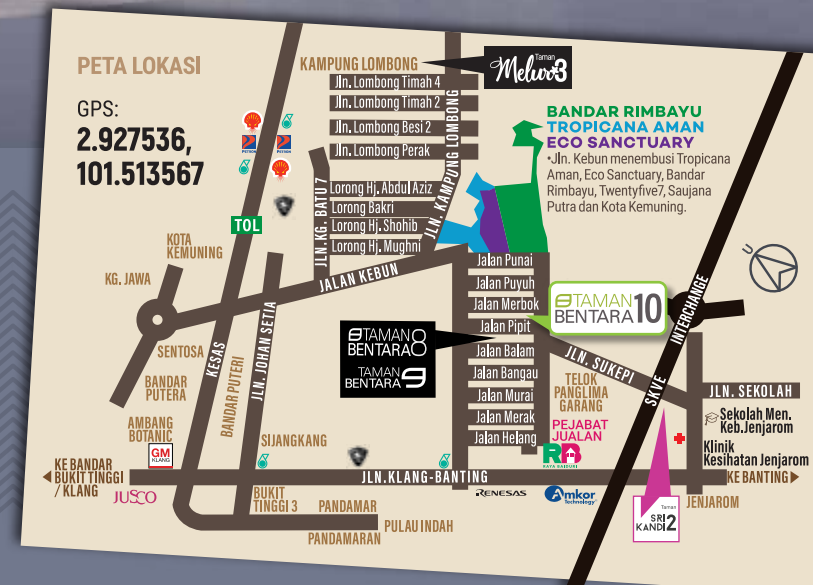 PETA LOKASI
GPS:
2.927536,
101.513567
KAMPUNG LOMBONG
Taman
Melur3
Jln. Lombong Timah 4
Jln. Lombong Timah 2
Jln. Lombong Besi 2
Jln. Lombong Perak
JLN. KAMPUNG LOMBONG
PETRON
PETRON
BANDAR RIMBAYU
TROPICANA AMAN
ECO SANCTUARY
•Jln. Kebun menembusi Tropicana
Aman, Eco Sanctuary, Bandar
Rimbayu, Twentyfive7, Saujana
Putra dan Kota Kemuning.
JLN. KG. BATU 7
Lorong Hj. Abdul Aziz
Lorong Bakri
Lorong Hj. Shohib
Lorong Hj. Mughni
TOL
KOTA
KEMUNING
KG. JAWA
JALAN KEBUN
Jalan Punai
Jalan Puyuh
Jalan Merbok
Jalan Pipit
Jalan Balam
Jalan Bangau
Jalan Murai
Jalan Merak
Jalan Helang
TAMAN
BENTARA 10
TAMAN
BENTARA 8
TAMAN
BENTARA 9
U
SKVE INTERCHANGE
JLN. SUKEPI
JLN. SEKOLAH
SENTOSA
KESAS
JLN. JOHAN SETIA
BANDAR
PUTERA
BANDAR PUTERI
TELOK
PANGLIMA
GARANG
PEJABAT
JUALAN
RB
RAYA BAIDURI
Sekolah Men.
Keb.Jenjarom
Klinik
Kesihatan Jenjarom
AMBANG
BOTANIC
GM
KLANG
SIJANGKANG
KE BANDAR
BUKIT TINGGI
/ KLANG
JUSCO
JLN.KLANG-BANTING
KE BANTING
BUKIT
TINGGI 3
PANDAMAR
PANDAMARAN
PULAU INDAH
RENESAS
Amkor
Technology
Taman
SRI
KANDI 2
JENJAROM